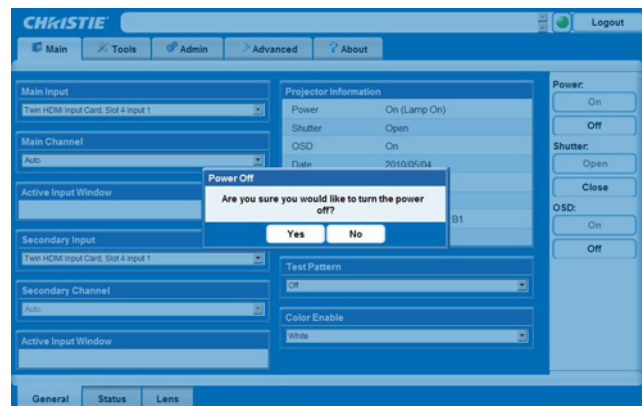 CHRISTIE
Logout
Main
Tools
Admin
Advanced
About
Main Input
Twin HDMI Input Card, Slot 4 Input 1
Main Channel
Auto
Active Input Window
Secondary Input
Twin HDMI Input Card, Slot 4 Input 1
Secondary Channel
Auto
Active Input Window
Projector Information
Power On (Lamp On)
Shutter Open
OSD On
Date 2010/05/04
:B1
Test Pattern
Off
Color Enable
White
Power Off
Are you sure you would like to turn the power
off?
Yes No
Power:
On
Off
Shutter:
Open
Close
OSD:
On
Off
General
Status
Lens